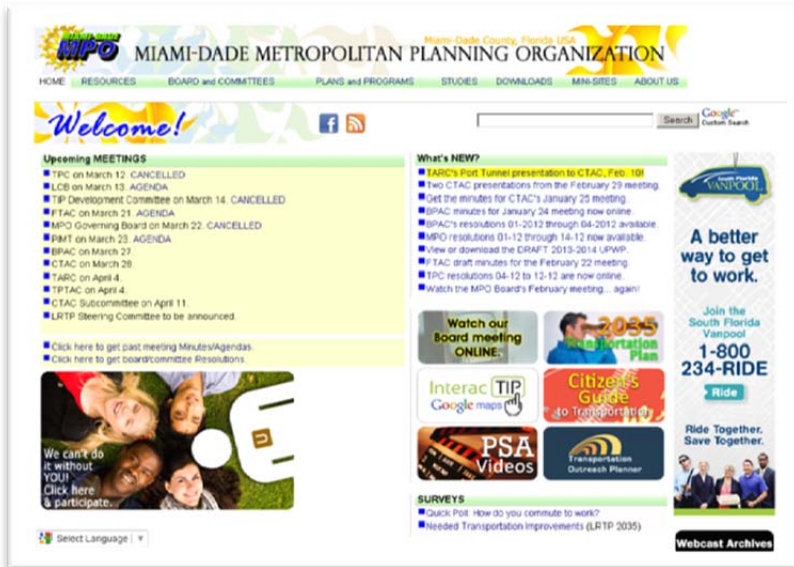 MIAMI-DADE
MPO
Miami-Dade County, Florida USA
MIAMI-DADE METROPOLITAN PLANNING ORGANIZATION
HOME RESOURCES BOARD and COMMITTEES PLANS and PROGRAMS STUDIES DOWNLOADS MINI-SITES ABOUT US
Welcome!
Search
Google
Custom Search
Upcoming MEETINGS
TPC on March 12. CANCELLED
LCB on March 13. AGENDA
TIP Development Committee on March 14. CANCELLED
FTAC on March 21. AGENDA
MPO Governing Board on March 22. CANCELLED
on March 23. AGENDA
BPAC on March 27.
CTAC on March 28.
TARC on April 4.
TPTAC on April 4.
CTAC Subcommittee on April 11.
LRTP Steering Committee to be announced.
Click here to get past meeting Minutes/Agendas.
Click here to get board/committee Resolutions.
We can't do
it without
YOU!
Click here
& participate.
U
Select Language
What's NEW?
TARC's Port Tunnel presentation to CTAC, Feb. 10!
Two CTAC presentations from the February 29 meeting.
Get the minutes for CTAC's January 25 meeting.
BPAC minutes for January 24 meeting now online.
BPAC's resolutions 01-2012 through 04-2012 available.
MPO resolutions 01-12 through 14-12 now available.
View or download the DRAFT 2013-2014 UPWP.
FTAC draft minutes for the February 22 meeting.
TPC resolutions 04-12 to 12-12 are now online.
Watch the MPO Board's February meeting... again!
Watch our
Board meeting
ONLINE.
2035
Transportation
Plan
Interac TIP
Google maps
Citizen's
Guide
to Transportation
PSA
Videos
Transportation
Outreach Planner
SURVEYS
Quick Poll: How do you commute to work?
Needed Transportation Improvements (LRTP 2035)
South Florida
VANPOOL
A better
way to get
to work.
Join the
South Florida
Vanpool
1-800
234-RIDE
Ride
Ride Together.
Save Together.
Webcast Archives